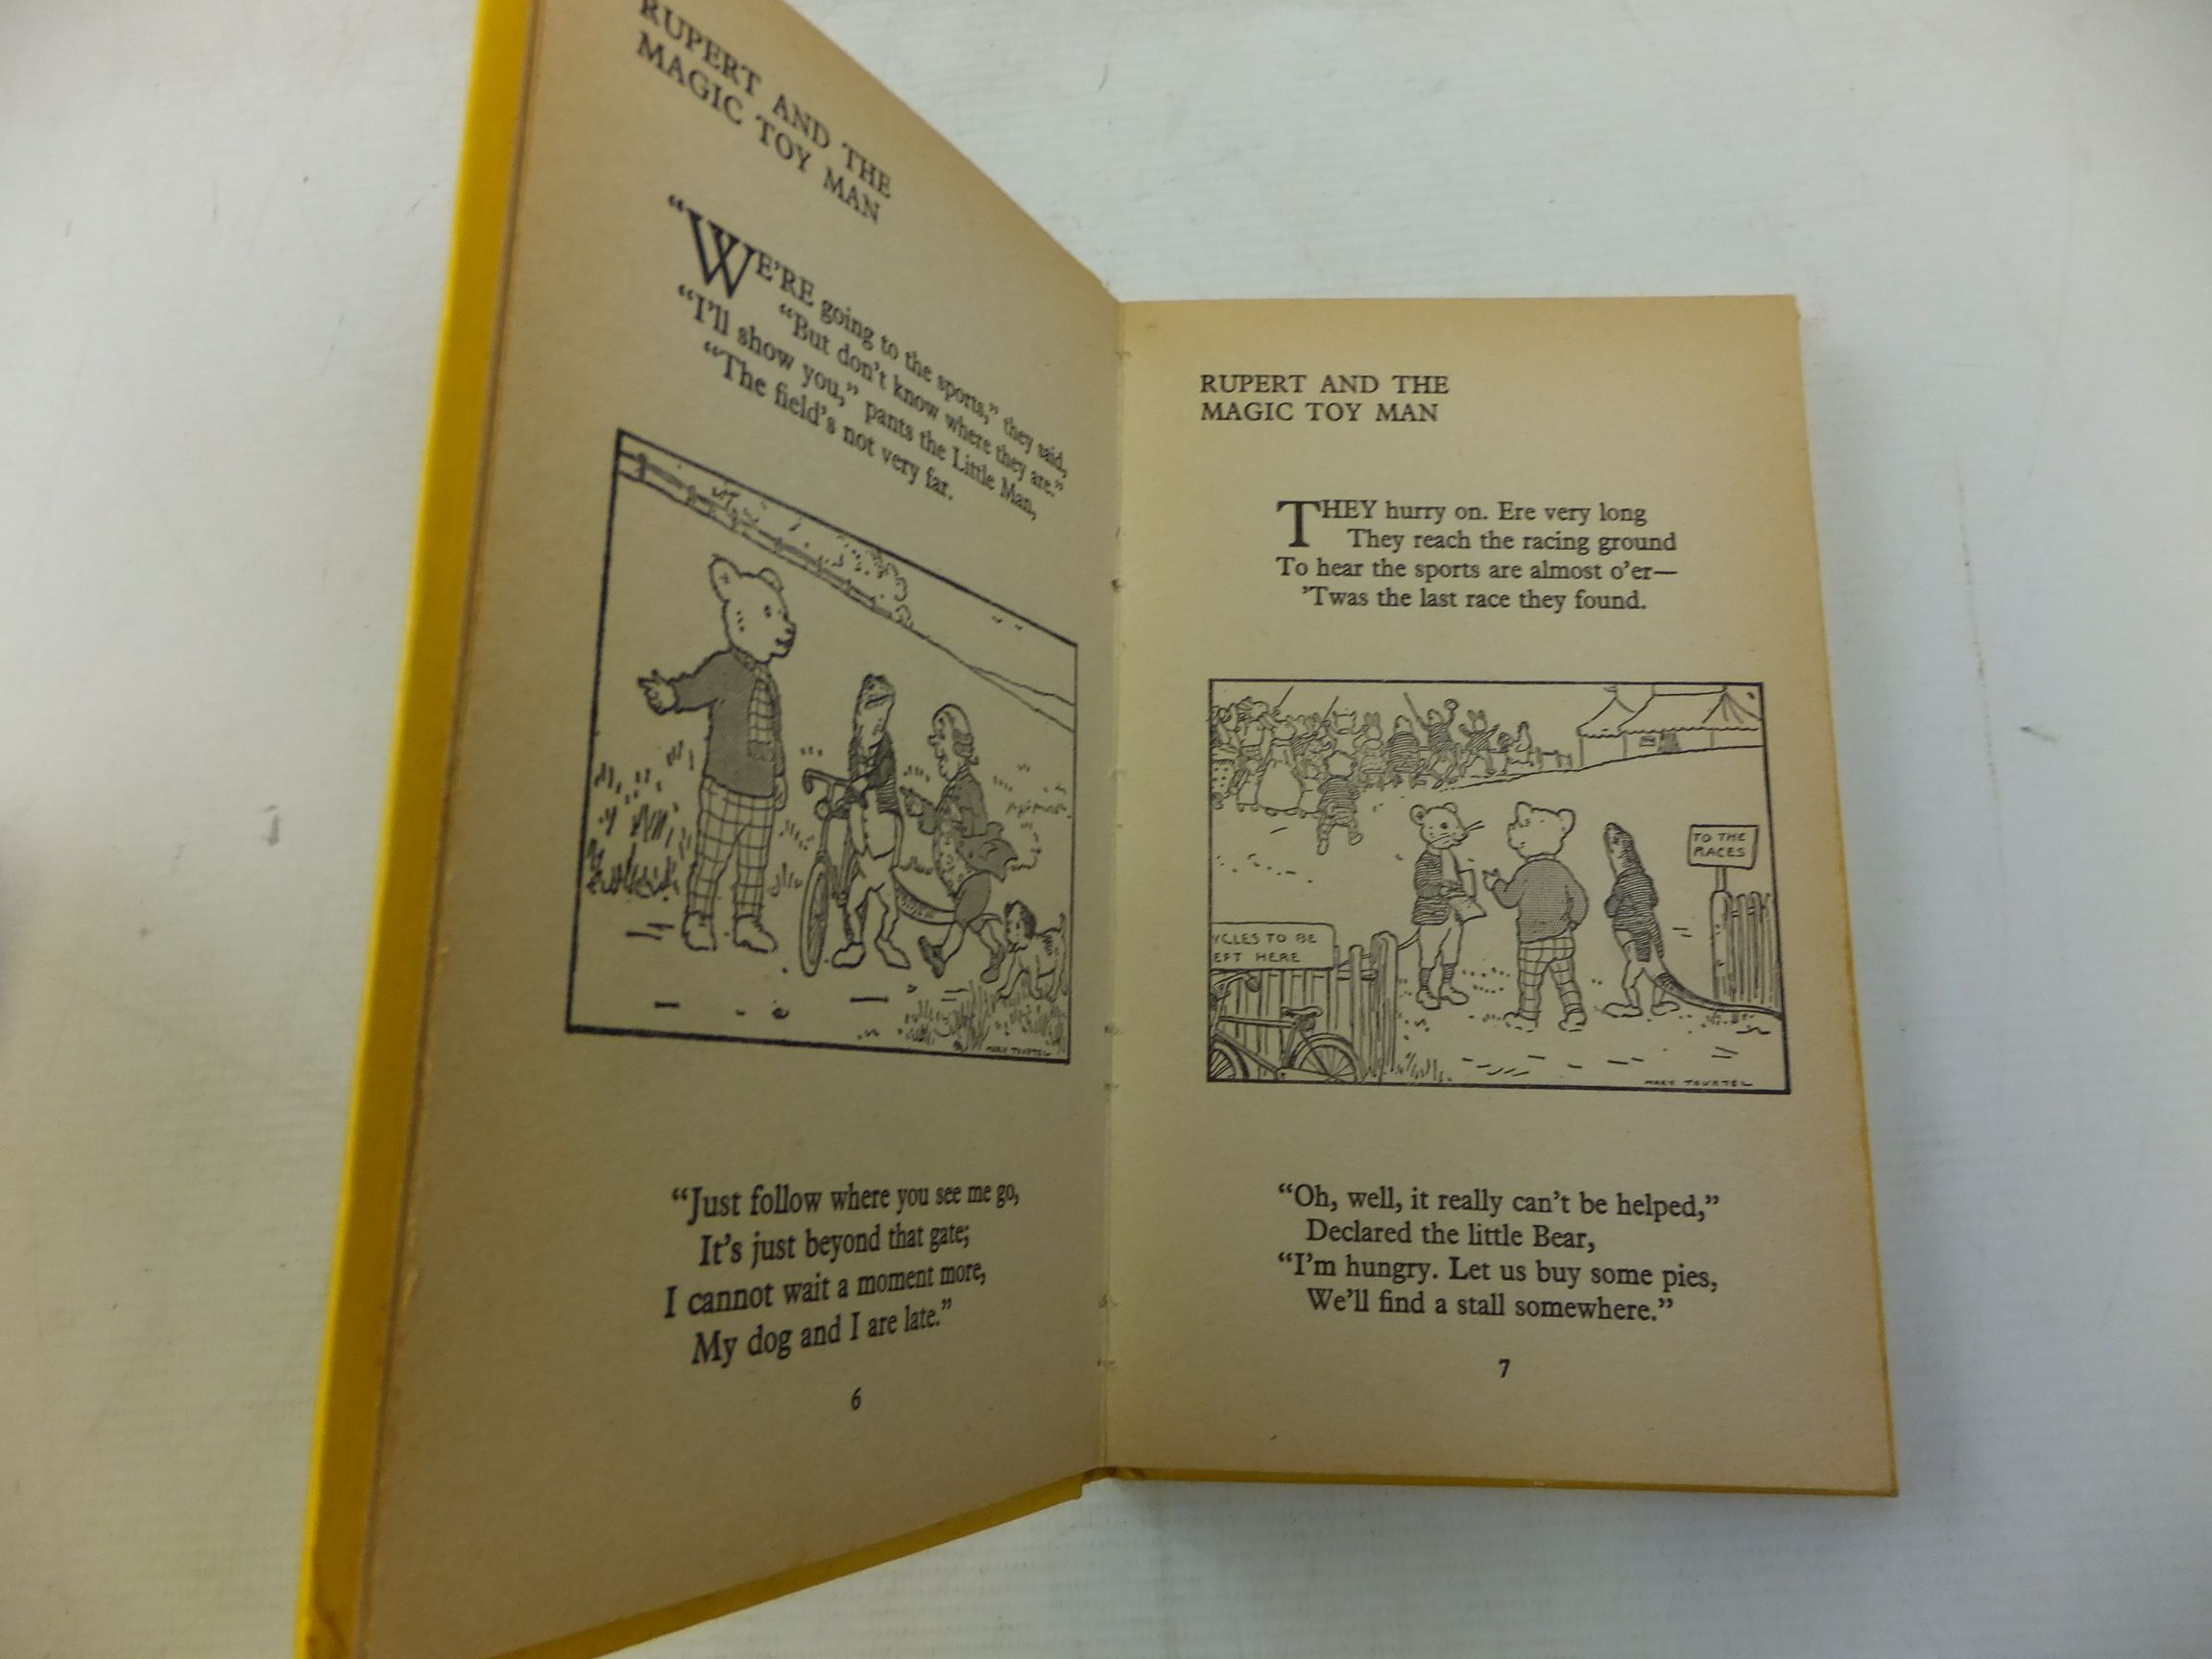 RUPERT AND THE
MAGIC TOY MAN
“WE'RE going to the sports,” they said,
“But don't know where they are.”
“I'll show you,” pants the Little Man,
“The field's not very far.
MARY TOURTEL
“Just follow where you see me go,
It's just beyond that gate;
I cannot wait a moment more,
My dog and I are late.”
6
RUPERT AND THE
MAGIC TOY MAN
THEY hurry on. Ere very long
They reach the racing ground
To hear the sports are almost o'er—
'Twas the last race they found.
TO THE
RACES
YCLES TO BE
EFT HERE
MARY TOURTEL
“Oh, well, it really can't be helped,”
Declared the little Bear,
“I'm hungry. Let us buy some pies,
We'll find a stall somewhere.”
7